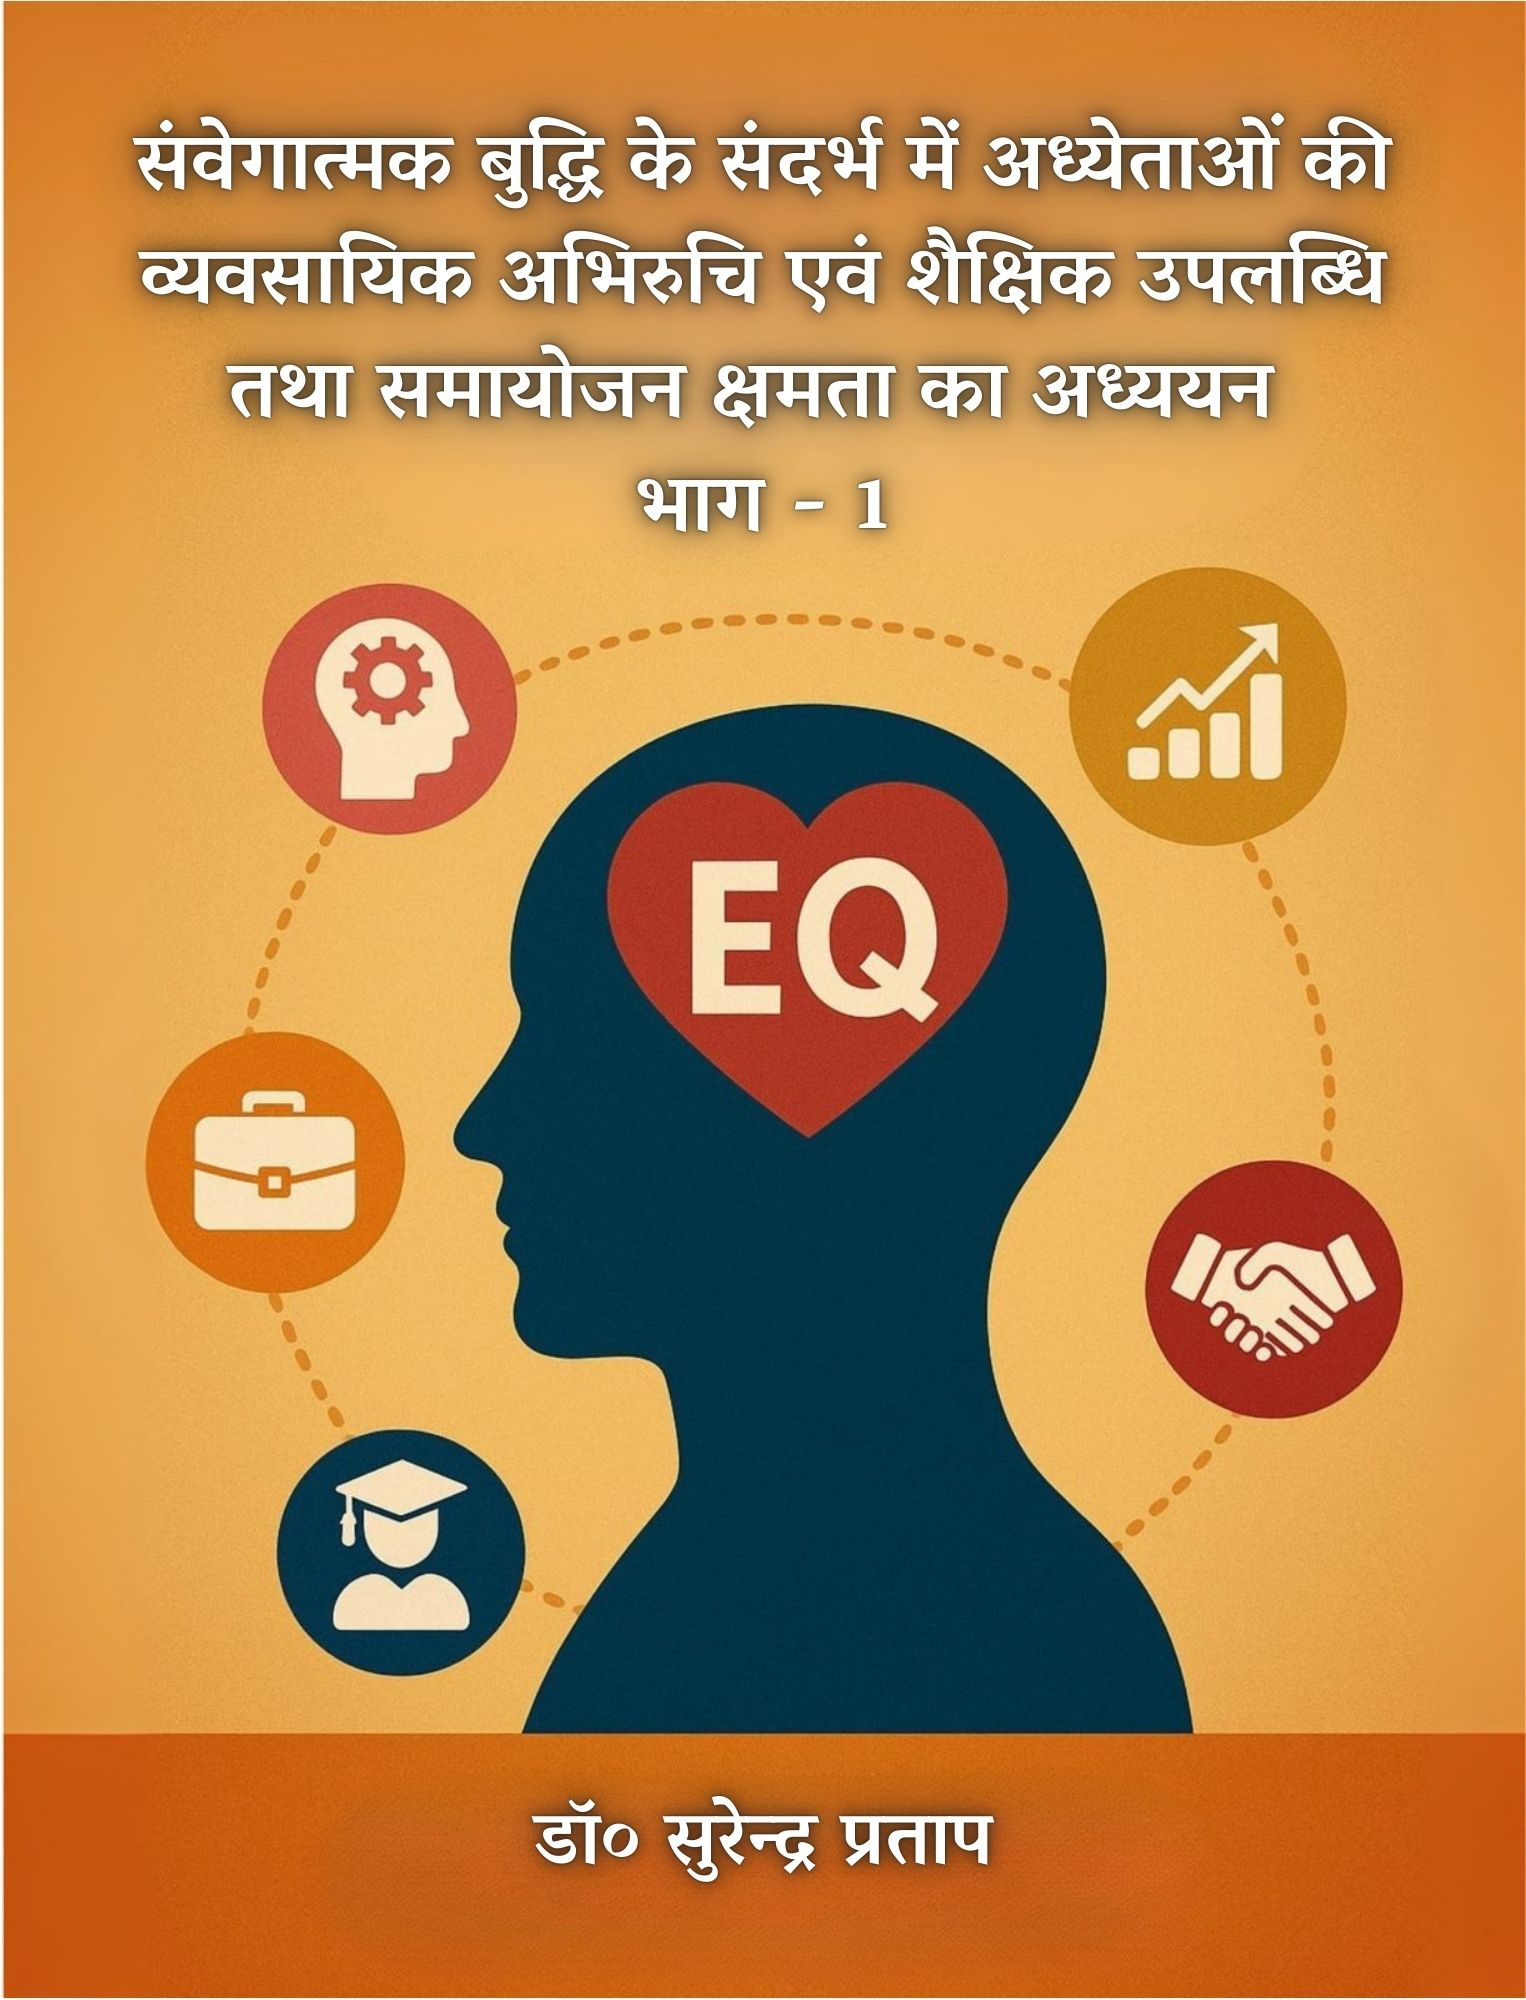 संवेगात्मक बुद्धि के संदर्भ में अध्येताओं की
व्यवसायिक अभिरुचि एवं शैक्षिक उपलब्धि
तथा समायोजन क्षमता का अध्ययन
भाग - 1
EQ
डॉ० सुरेन्द्र प्रताप